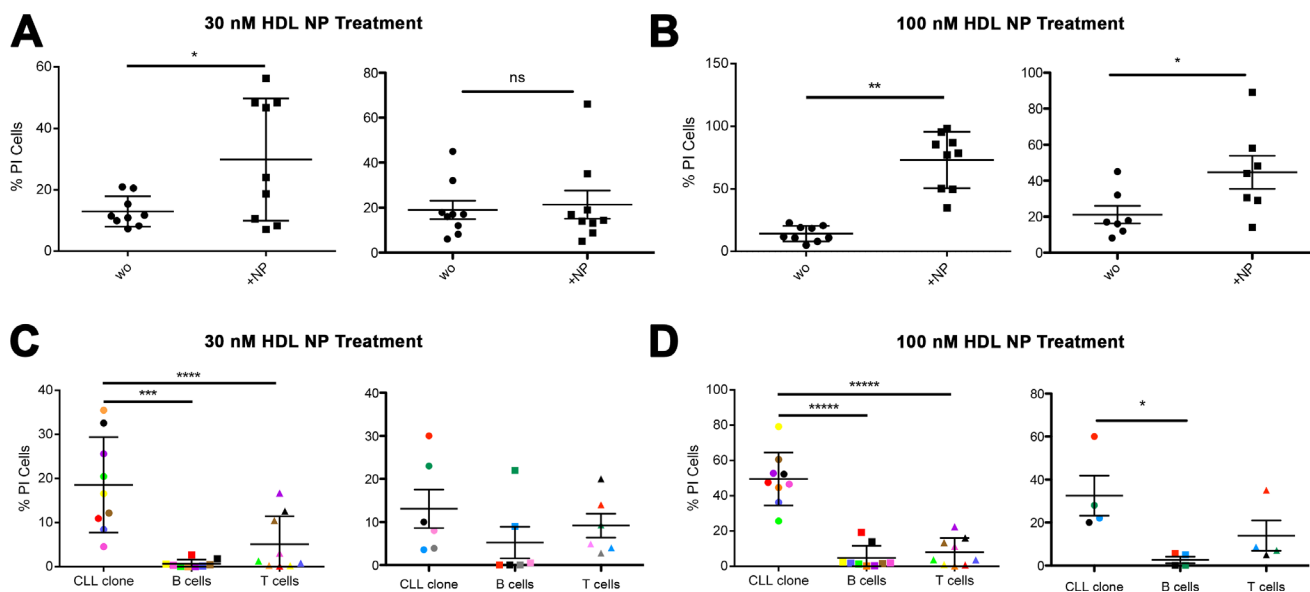 A
30 nM HDL NP Treatment
*
% PI Cells
60
40
20
0
wo
+NP
ns
80
60
40
20
0
wo
+NP
B
100 nM HDL NP Treatment
**
% PI Cells
150
100
50
0
wo
+NP
*
100
80
60
40
20
0
wo
+NP
C
30 nM HDL NP Treatment
****
***
% PI Cells
40
30
20
10
0
CLL clone
B cells
T cells
40
30
20
10
0
CLL clone
B cells
T cells
D
100 nM HDL NP Treatment
*****
*****
% PI Cells
100
80
60
40
20
0
CLL clone
B cells
T cells
*
80
60
40
20
0
CLL clone
B cells
T cells